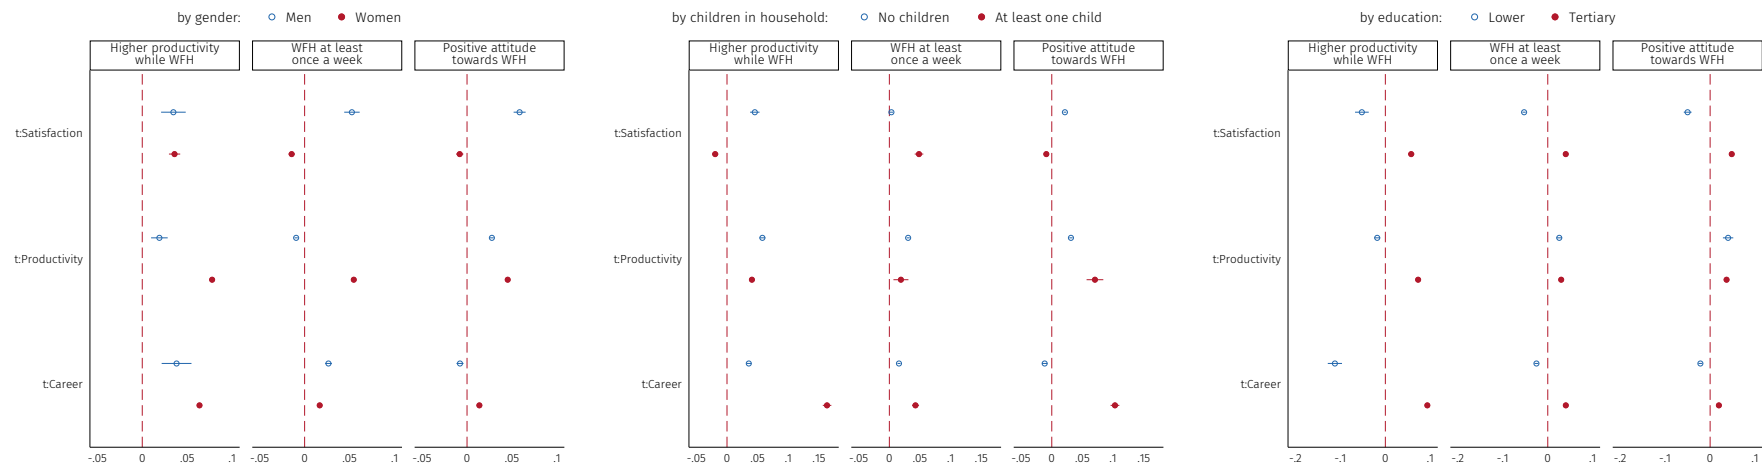 by gender: Men Women
Higher productivity while WFH
WFH at least once a week
Positive attitude towards WFH
t:Satisfaction
t:Productivity
t:Career
-.05 0 .05 .1
-.05 0 .05 .1
-.05 0 .05 .1
by children in household: No children At least one child
Higher productivity while WFH
WFH at least once a week
Positive attitude towards WFH
t:Satisfaction
t:Productivity
t:Career
-.05 0 .05 .1 .15
-.05 0 .05 .1 .15
-.05 0 .05 .1 .15
by education: Lower Tertiary
Higher productivity while WFH
WFH at least once a week
Positive attitude towards WFH
t:Satisfaction
t:Productivity
t:Career
-.2 -.1 0 .1
-.2 -.1 0 .1
-.2 -.1 0 .1